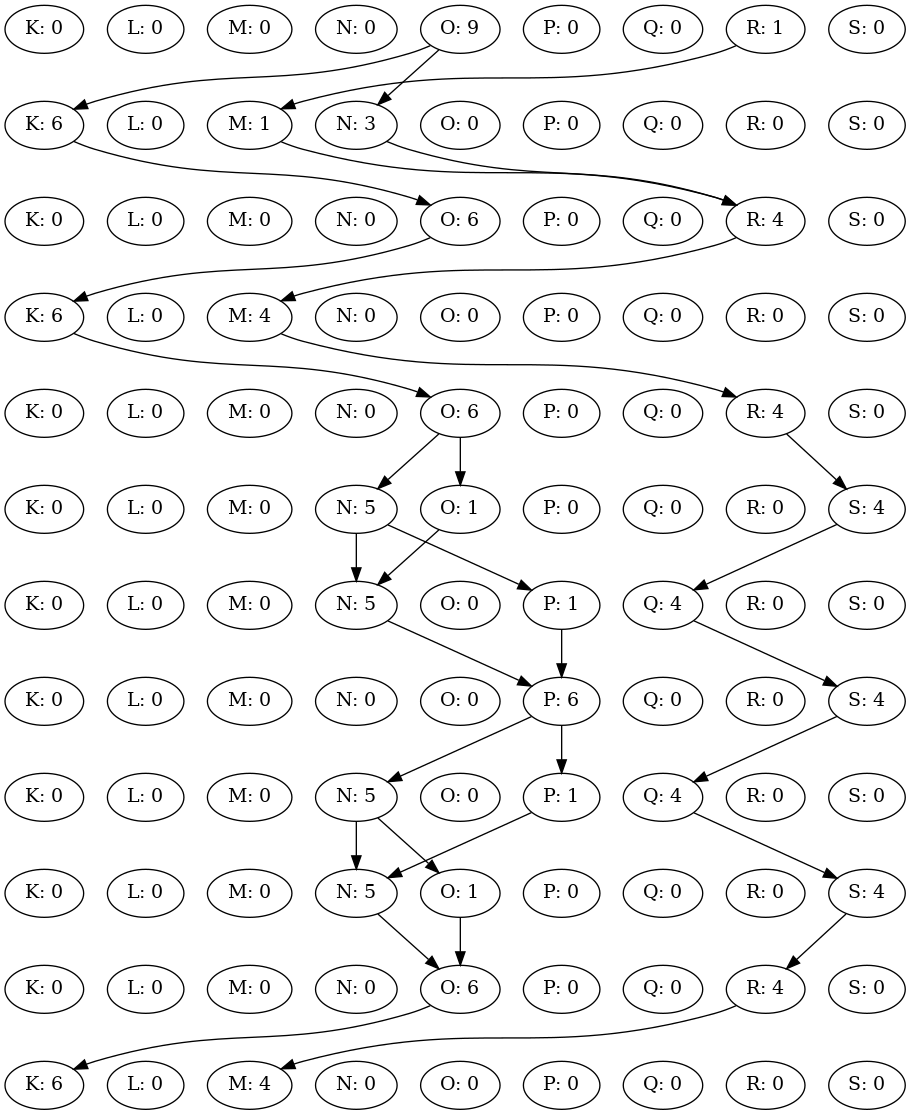 K: 0 L: 0 M: 0 N: 0 O: 9 P: 0 Q: 0 R: 1 S: 0
K: 6 L: 0 M: 1 N: 3 O: 0 P: 0 Q: 0 R: 0 S: 0
K: 0 L: 0 M: 0 N: 0 O: 6 P: 0 Q: 0 R: 4 S: 0
K: 6 L: 0 M: 4 N: 0 O: 0 P: 0 Q: 0 R: 0 S: 0
K: 0 L: 0 M: 0 N: 0 O: 6 P: 0 Q: 0 R: 4 S: 0
K: 0 L: 0 M: 0 N: 5 O: 1 P: 0 Q: 0 R: 0 S: 4
K: 0 L: 0 M: 0 N: 5 O: 0 P: 1 Q: 4 R: 0 S: 0
K: 0 L: 0 M: 0 N: 0 O: 0 P: 6 Q: 0 R: 0 S: 4
K: 0 L: 0 M: 0 N: 5 O: 0 P: 1 Q: 4 R: 0 S: 0
K: 0 L: 0 M: 0 N: 5 O: 1 P: 0 Q: 0 R: 0 S: 4
K: 0 L: 0 M: 0 N: 0 O: 6 P: 0 Q: 0 R: 4 S: 0
K: 6 L: 0 M: 4 N: 0 O: 0 P: 0 Q: 0 R: 0 S: 0